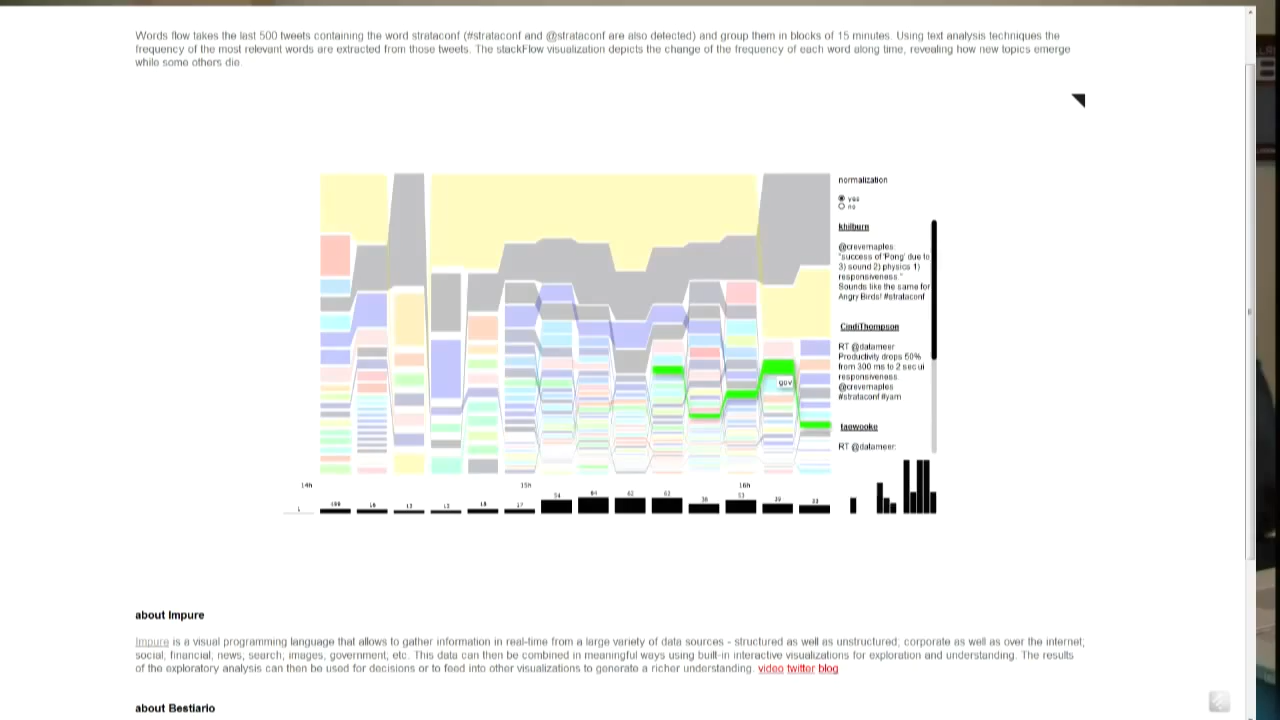 Words flow takes the last 500 tweets containing the word strataconf (#strataconf and @strataconf are also detected) and group them in blocks of 15 minutes. Using text analysis techniques the
frequency of the most relevant words are extracted from those tweets. The stackFlow visualization depicts the change of the frequency of each word along time, revealing how new topics emerge
while some others die.
normalization
yes
no
khilburn
@crevemaples:
"success of 'Pong' due to
3) sound 2) physics 1)
responsiveness."
Sounds like the same for
Angry Birds! #strataconf
CindiThompson
RT @datameer:
Productivity drops 60%
from 300 ms to 2 sec ui
responsiveness.
@crevemaples
#strataconf #yam
gov
taewooke
RT @datameer:
14h
15h
16h
about Impure
Impure is a visual programming language that allows to gather information in real-time from a large variety of data sources - structured as well as unstructured; corporate as well as over the internet;
social, financial, news, search; images, government, etc. This data can then be combined in meaningful ways using built-in interactive visualizations for exploration and understanding. The results
of the exploratory analysis can then be used for decisions or to feed into other visualizations to generate a richer understanding. video twitter blog
about Bestiario